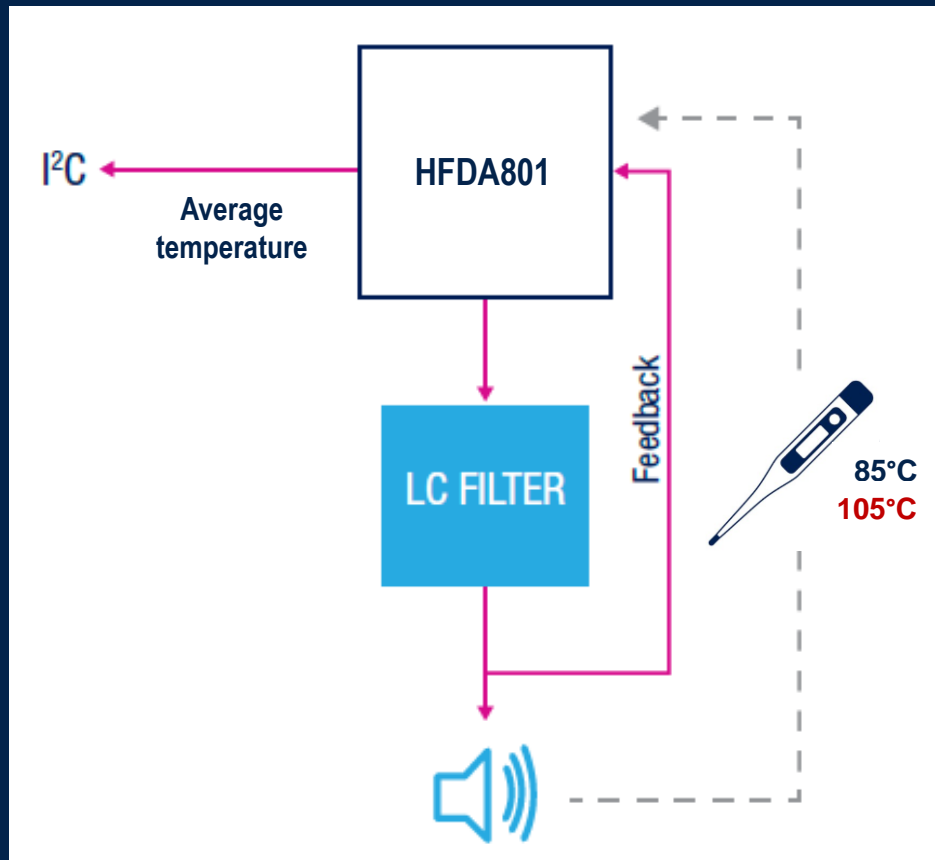 HFDA801
I²C
Average
temperature
Feedback
LC FILTER
85°C
105°C